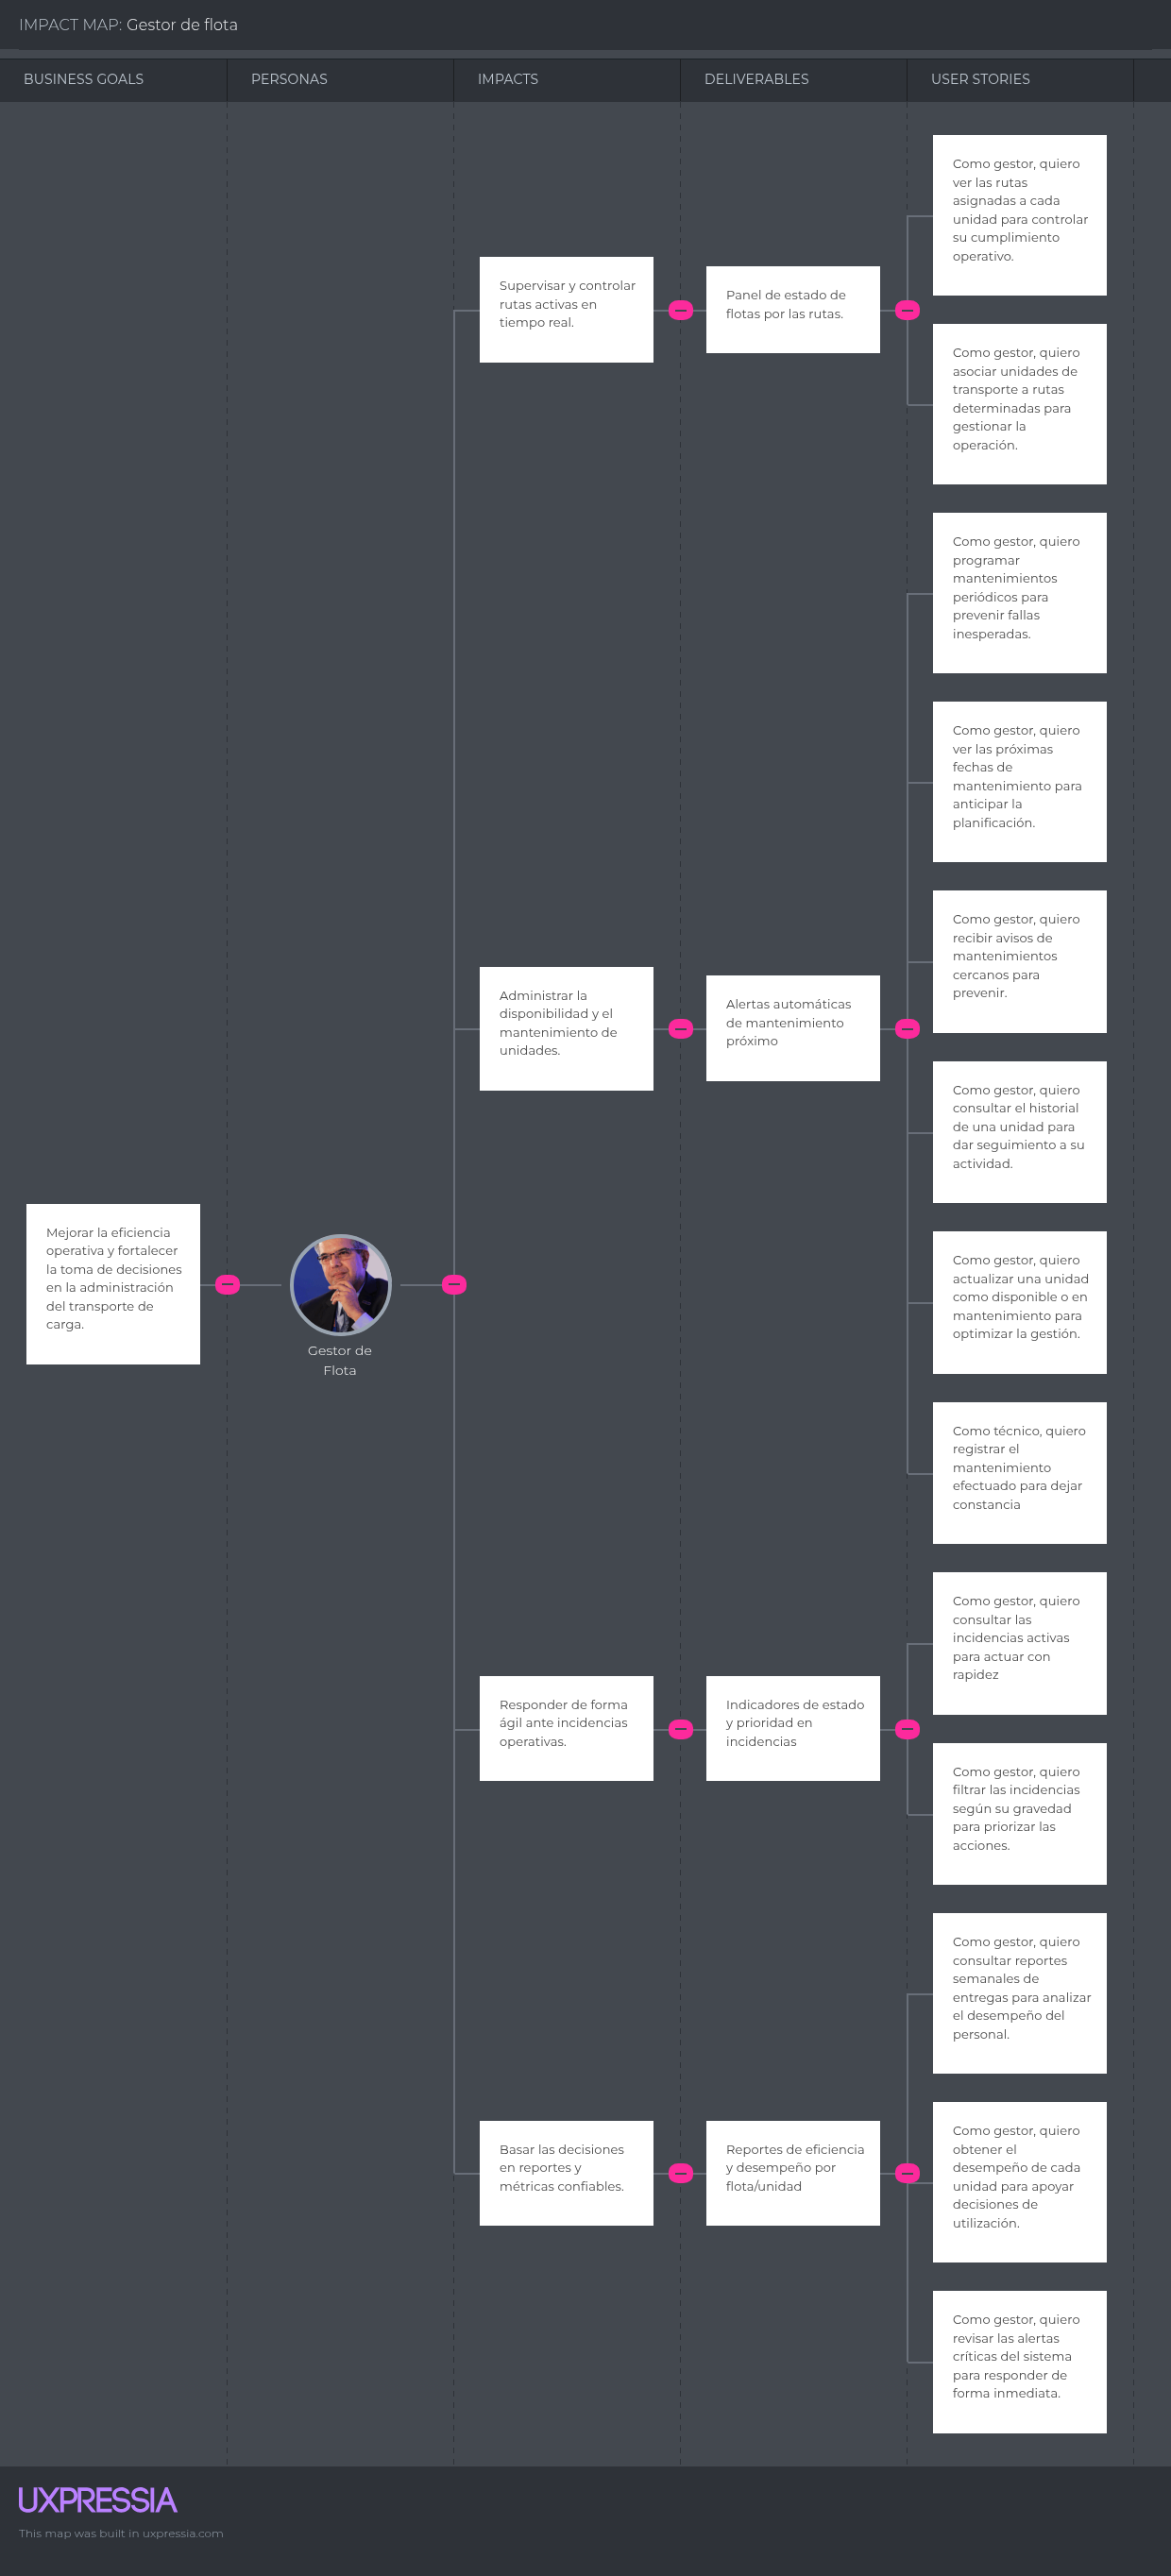 IMPACT MAP: Gestor de flota
BUSINESS GOALS
PERSONAS
IMPACTS
DELIVERABLES
USER STORIES
Mejorar la eficiencia
operativa y fortalecer
la toma de decisiones
en la administración
del transporte de
carga.
Gestor de
Flota
Supervisar y controlar
rutas activas en
tiempo real.
Panel de estado de
flotas por las rutas.
Como gestor, quiero
ver las rutas
asignadas a cada
unidad para controlar
su cumplimiento
operativo.
Como gestor, quiero
asociar unidades de
transporte a rutas
determinadas para
gestionar la
operación.
Administrar la
disponibilidad y el
mantenimiento de
unidades.
Alertas automáticas
de mantenimiento
próximo
Como gestor, quiero
programar
mantenimientos
periódicos para
prevenir fallas
inesperadas.
Como gestor, quiero
ver las próximas
fechas de
mantenimiento para
anticipar la
planificación.
Como gestor, quiero
recibir avisos de
mantenimientos
cercanos para
prevenir.
Como gestor, quiero
consultar el historial
de una unidad para
dar seguimiento a su
actividad.
Como gestor, quiero
actualizar una unidad
como disponible o en
mantenimiento para
optimizar la gestión.
Como técnico, quiero
registrar el
mantenimiento
efectuado para dejar
constancia
Responder de forma
ágil ante incidencias
operativas.
Indicadores de estado
y prioridad en
incidencias
Como gestor, quiero
consultar las
incidencias activas
para actuar con
rapidez
Como gestor, quiero
filtrar las incidencias
según su gravedad
para priorizar las
acciones.
Basar las decisiones
en reportes y
métricas confiables.
Reportes de eficiencia
y desempeño por
flota/unidad
Como gestor, quiero
consultar reportes
semanales de
entregas para analizar
el desempeño del
personal.
Como gestor, quiero
obtener el
desempeño de cada
unidad para apoyar
decisiones de
utilización.
Como gestor, quiero
revisar las alertas
críticas del sistema
para responder de
forma inmediata.
UXPRESSIA
This map was built in uxpressia.com